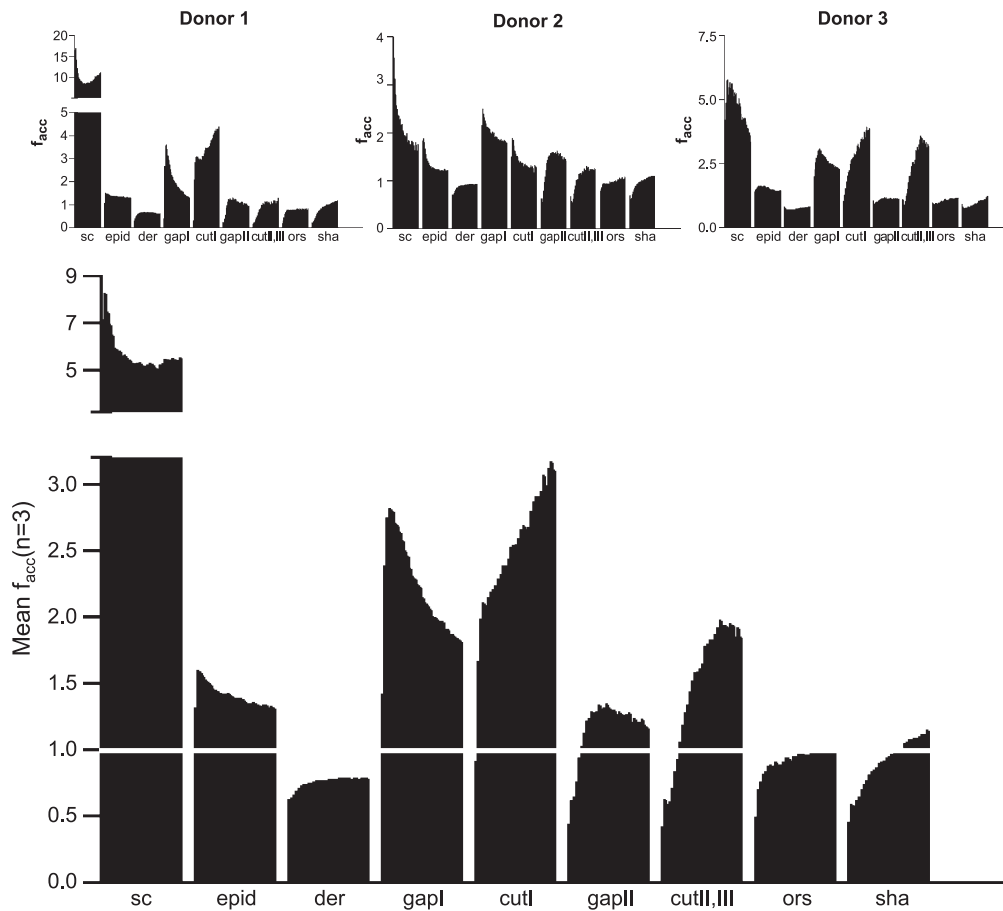 Donor 1
Donor 2
Donor 3
20
15
10
5
4
3
2
1
0
f_acc
sc epid der gapI cutI gapII cutII,III ors sha
4
3
2
1
0
f_acc
sc epid der gapI cutI gapII cutII,III ors sha
7.5
5.0
2.5
0.0
f_acc
sc epid der gapI cutI gapII cutII,III ors sha
9
7
5
3.0
2.5
2.0
1.5
1.0
0.5
0.0
Mean f_acc(n=3)
sc epid der gapI cutI gapII cutII,III ors sha